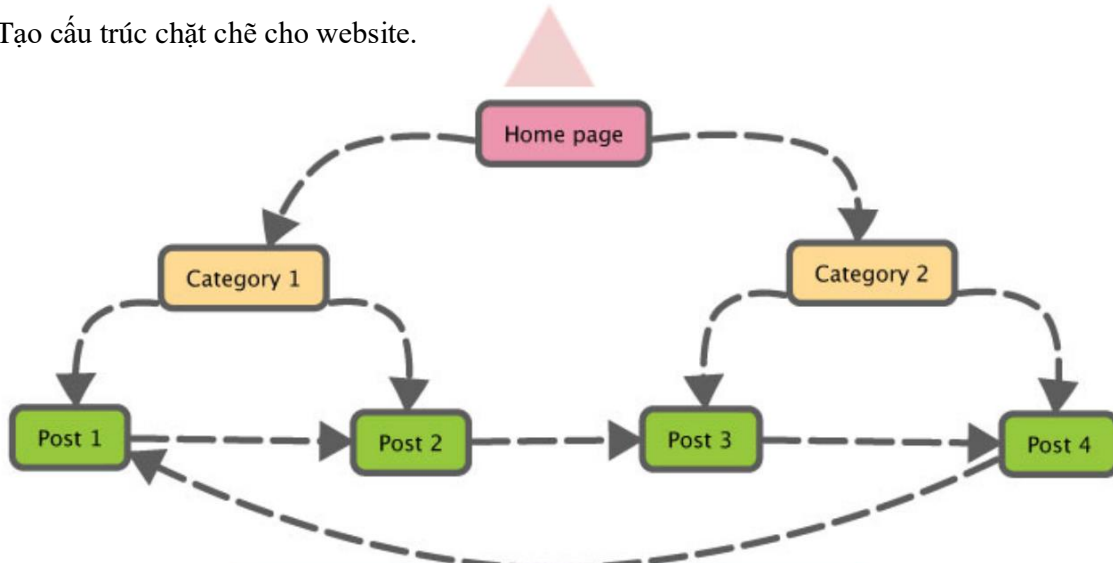 Tạo cấu trúc chặt chẽ cho website.
Home page
Category 1
Category 2
Post 1
Post 2
Post 3
Post 4